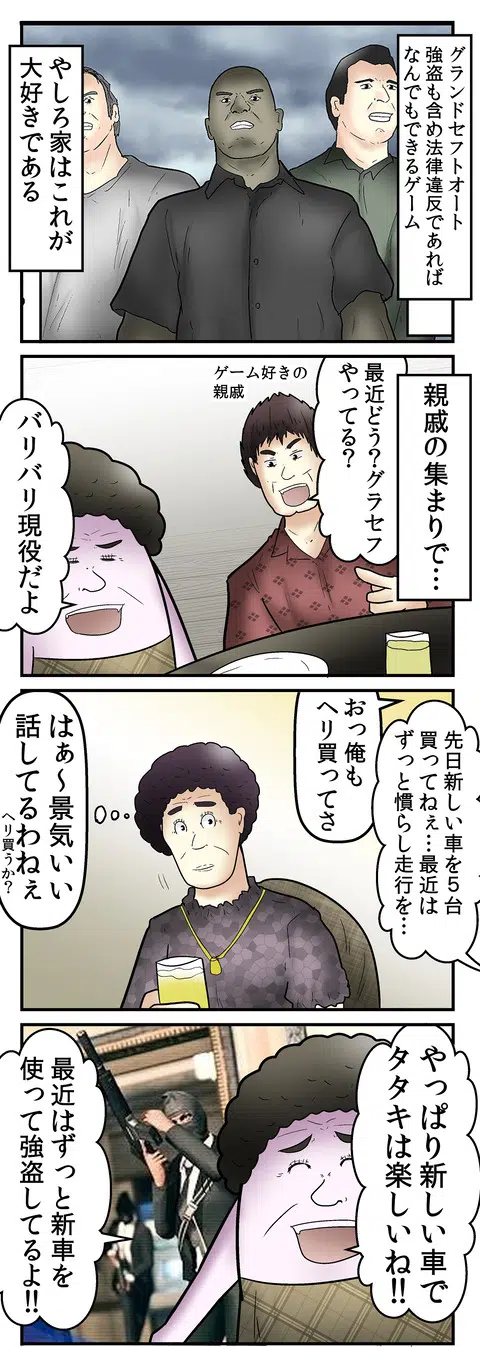 グランドセフトオート
強盗も含め法律違反であれば
なんでもできるゲーム
やしろ家はこれが
大好きである
親戚の集まりで…
ゲーム好きの
親戚
最近どう？グラセフ
やってる？
バリバリ現役だよ
先日新しい車を５台
買ってねぇ…最近は
ずっと慣らし走行を…
おっ俺も
ヘリ買ってさ
はぁ～景気いい
話してるわねぇ
ヘリ買うか？
やっぱり新しい車で
タタキは楽しいね!!
最近はずっと新車を
使って強盗してるよ!!